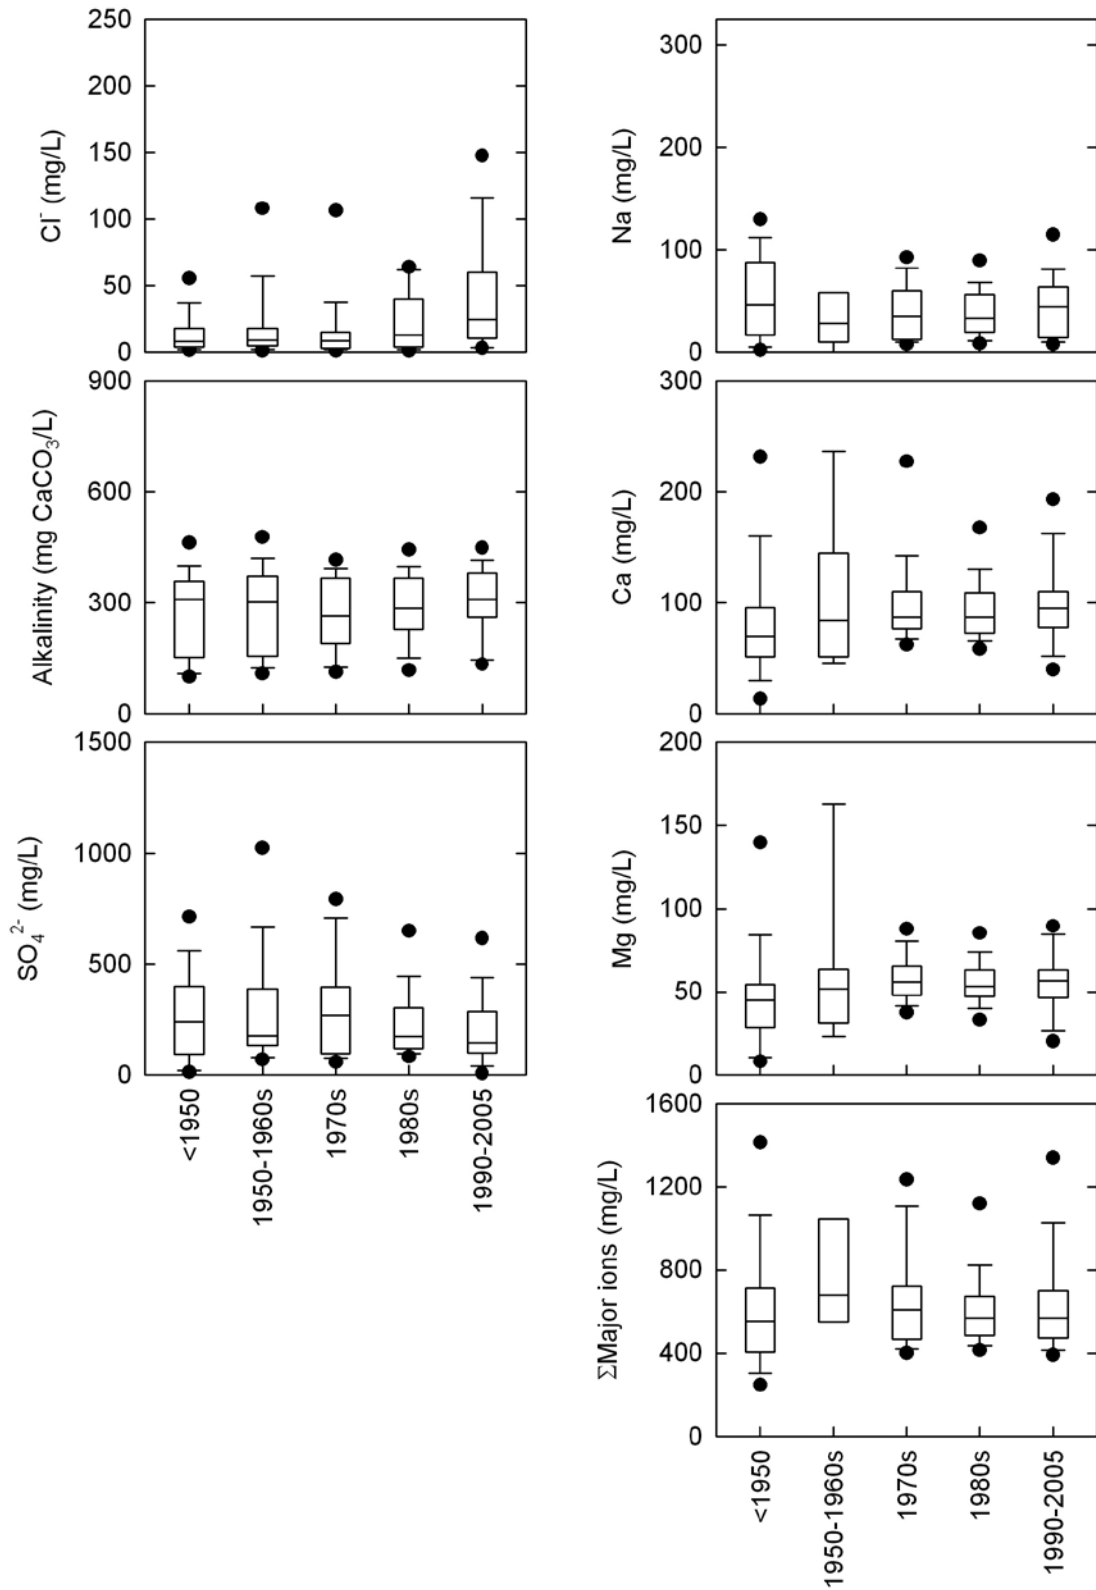 250
200
150
100
50
0
Cl⁻ (mg/L)
300
200
100
0
Na (mg/L)
900
600
300
0
Alkalinity (mg CaCO₃/L)
300
200
100
0
Ca (mg/L)
1500
1000
500
0
SO₄²⁻ (mg/L)
<1950
1950-1960s
1970s
1980s
1990-2005
200
150
100
50
0
Mg (mg/L)
1600
1200
800
400
0
ΣMajor ions (mg/L)
<1950
1950-1960s
1970s
1980s
1990-2005